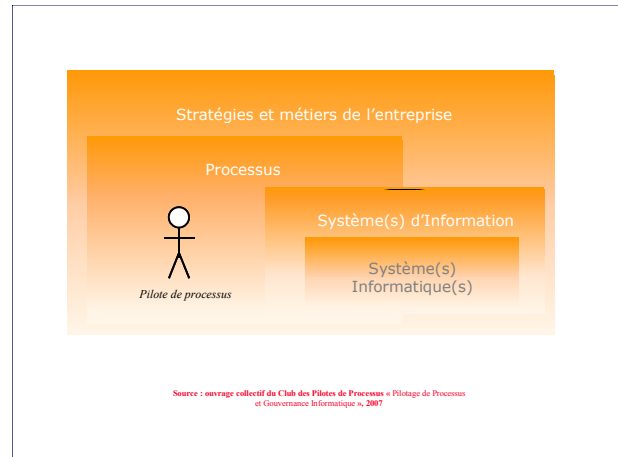 Stratégies et métiers de l'entreprise
Processus
Système(s) d'Information
Système(s)
Informatique(s)
Pilote de processus
Source : ouvrage collectif du Club des Pilotes de Processus « Pilotage de Processus
et Gouvernance Informatique », 2007